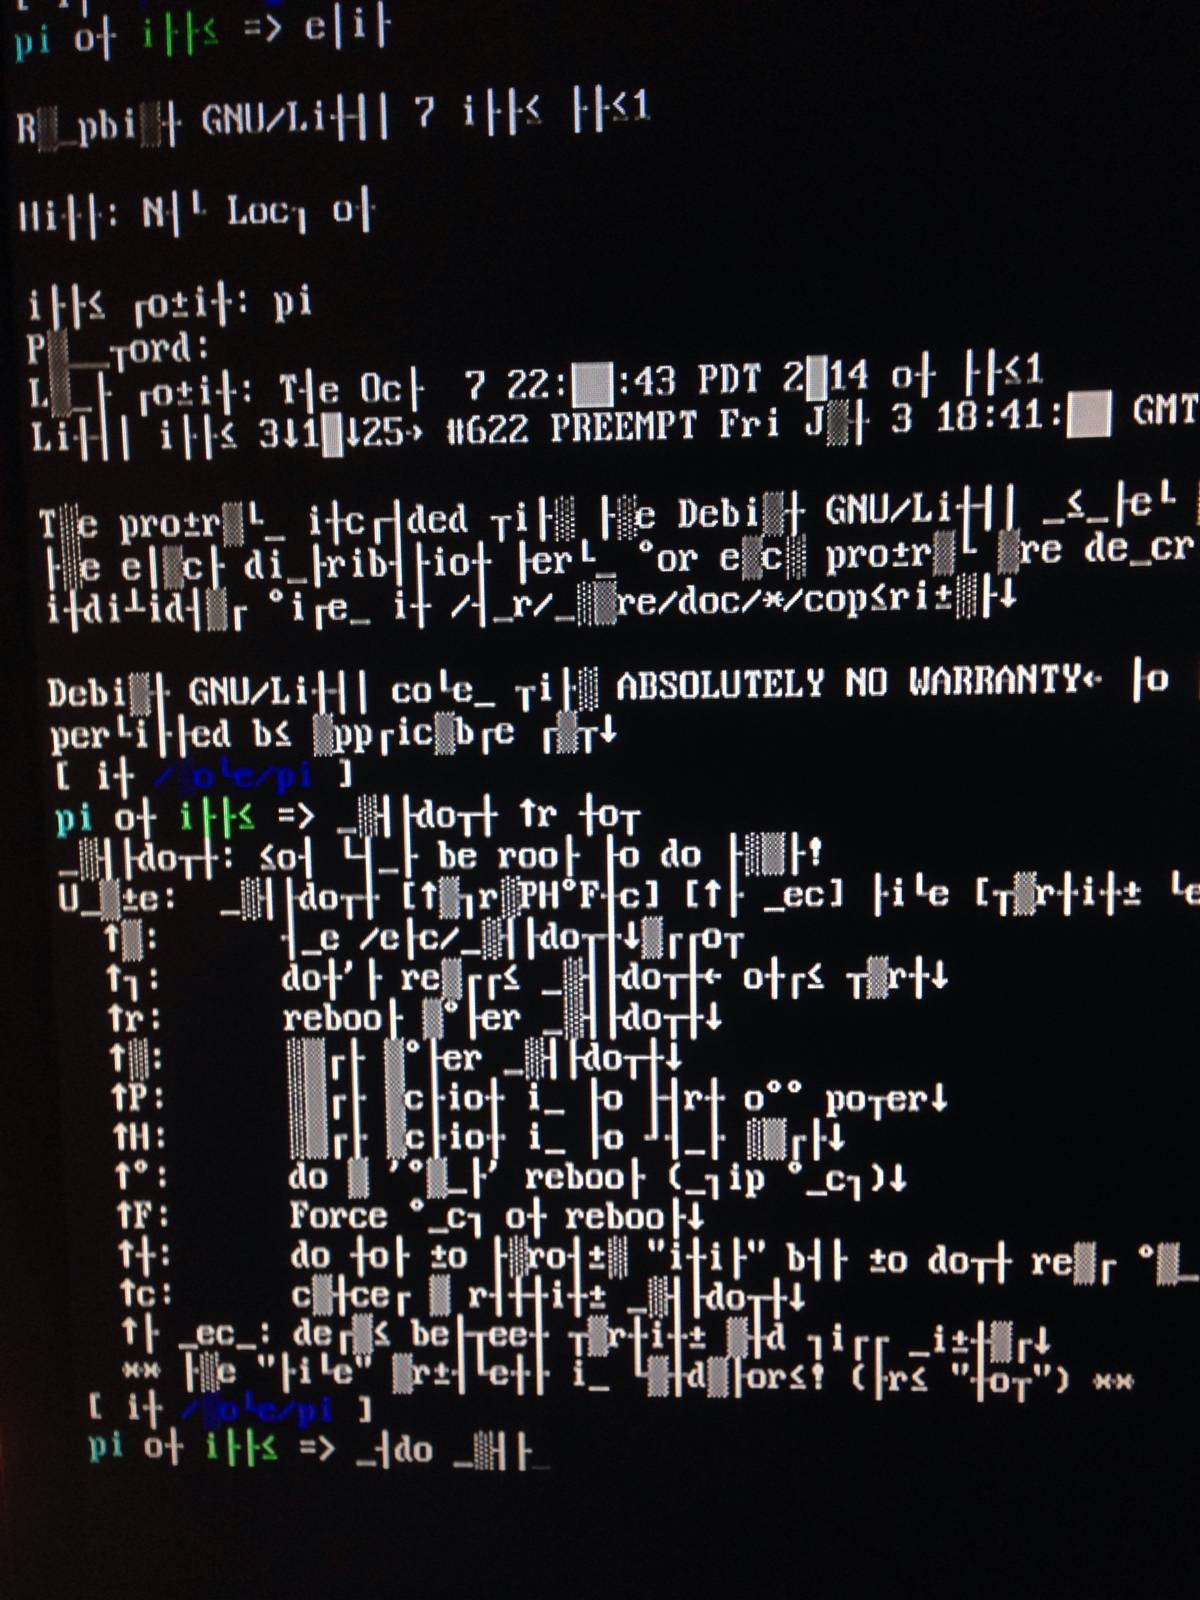 pi o┼ i├├≤ => e│i├
R▒_pbi▒┼ GNU/Li┼┤│ 7 i├├≤ ├├≤1
Hi┼├: N┤└ Loc┐ o┼
i├├≤ ┌o±i┼: pi
P▒__┬ord:
L▒_├ ┌o±i┼: T┤e Oc├  7 22:██:43 PDT 2█14 o┼ ├├≤1
Li┼┤│ i├├≤ 3↓1█↓25→ #622 PREEMPT Fri J▒┼ 3 18:41:██ GMT
T░e pro±r▒└_ i┼c┌┤ded ┬i├░ ├░e Debi▒┼ GNU/Li┼┤│ _≤_├e└
├░e e│▒c├ di_├rib┤├io┼ ├er└_ °or e▒c░ pro±r▒└ ▒re de_cr
i┼di┴id┤▒┌ °i┌e_ i┼ /┤_r/_░▒re/doc/*/cop≤ri±░├↓
Debi▒┼ GNU/Li┼┤│ co└e_ ┬i├░ ABSOLUTELY NO WARRANTY← ├o
per└i├├ed b≤ ▒pp┌ic▒b┌e ┌▒┬↓
[ i┼ /░o└e/pi ]
pi o┼ i├├≤ => _░┤├do┬┼ ↑r ┼o┬
_░┤├do┬┼: ≤o┤ └┤_├ be roo├ ├o do ├░▒├!
U_▒±e:   _░┤├do┬┼ [↑▒┐r░PH°F┼c] [↑├ _ec] ├i└e [┬▒r┼i┼± └e
↑▒:      ┤_e /e├c/_░┤├do┬┼↓▒┌┌o┬
↑┐:      do┼'├ re▒┌┌≤ _░┤├do┬┼← o┼┌≤ ┬▒r┼↓
↑r:      reboo├ ▒°├er _░┤├do┬┼↓
↑░:      ░▒┌├ ▒°├er _░┤├do┬┼↓
↑P:      ░▒┌├ ▒c├io┼ i_ ├o ├┤r┼ o°° po┬er↓
↑H:      ░▒┌├ ▒c├io┼ i_ ├o ┘┤_├ ░▒┌├↓
↑°:      do ▒ '°▒_├' reboo├ (_┐ip °_c┐)↓
↑F:      Force °_c┐ o┼ reboo├↓
↑┼:      do ┼o├ ±o ├░ro┤±░ "i┼i├" b┤├ ±o do┬┼ re▒┌ °▒_
↑c:      c▒┼ce┌ ▒ r┤┼┼i┼± _░┤├do┬┼↓
↑├ _ec_: de┌▒≤ be├┬ee┼ ┬▒r┼i┼± ▒┼d ┐i┌┌ _i±┼▒┌↓
** ├░e "├i└e" ▒r±┤└e┼├ i_ └▒┼d▒├or≤! (├r≤ "┼o┬") **
[ i┼ /░o└e/pi ]
pi o┼ i├├≤ => _┤do _░┤├_